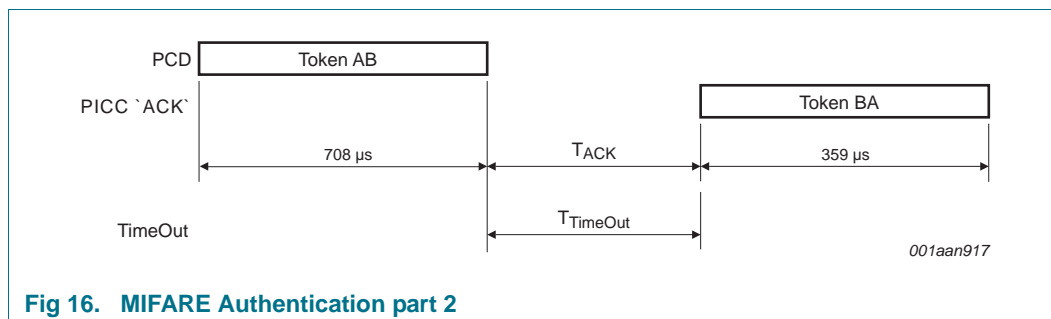 PCD
Token AB
PICC `ACK`
Token BA
708 µs
TACK
359 µs
TimeOut
TTimeOut
001aan917
Fig 16. MIFARE Authentication part 2